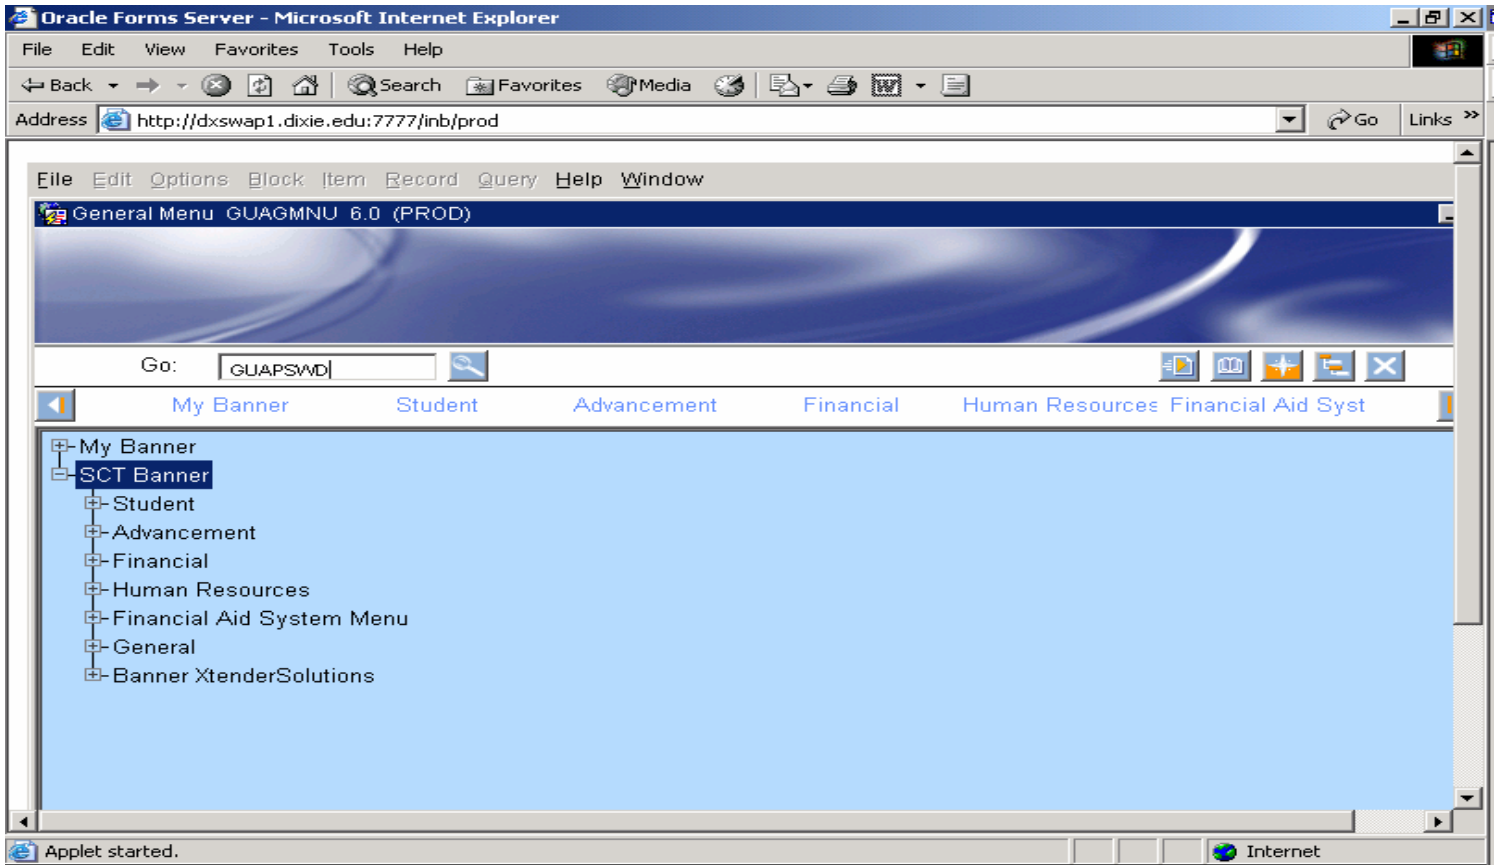 Oracle Forms Server - Microsoft Internet Explorer
File Edit View Favorites Tools Help
Back Search Favorites Media
Address http://dxswap1.dixie.edu:7777/inb/prod Go Links »
File Edit Options Block Item Record Query Help Window
General Menu GUAGMNU 6.0 (PROD)
Go: GUAPSWD
My Banner Student Advancement Financial Human Resources Financial Aid Syst
My Banner
SCT Banner
Student
Advancement
Financial
Human Resources
Financial Aid System Menu
General
Banner XtenderSolutions
Applet started. Internet